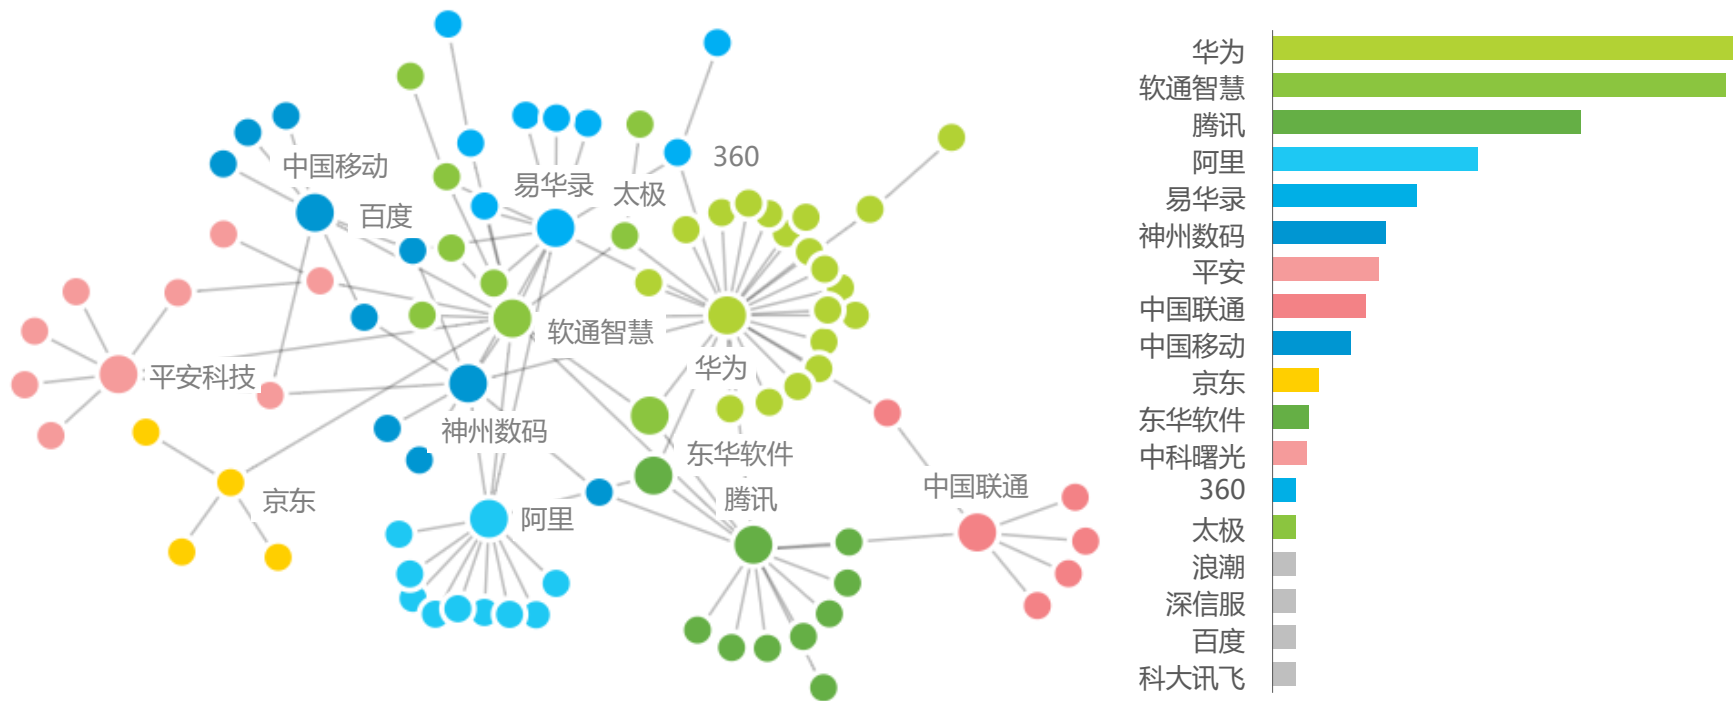 360
中国移动
易华录
太极
百度
软通智慧
平安科技
华为
神州数码
东华软件
京东
阿里
腾讯
中国联通
华为
软通智慧
腾讯
阿里
易华录
神州数码
平安
中国联通
中国移动
京东
东华软件
中科曙光
360
太极
浪潮
深信服
百度
科大讯飞